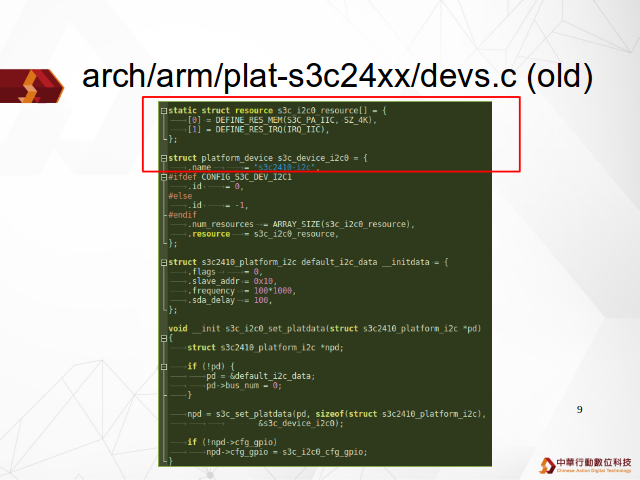 arch/arm/plat-s3c24xx/devs.c (old)
static struct resource s3c_i2c0_resource[] = {
[0] = DEFINE_RES_MEM(S3C_PA_IIC, SZ_4K),
[1] = DEFINE_RES_IRQ(IRQ_IIC),
};
struct platform_device s3c_device_i2c0 = {
.name = "s3c2410-i2c",
#ifdef CONFIG_S3C_DEV_I2C1
.id = 0,
#else
.id = -1,
#endif
.num_resources = ARRAY_SIZE(s3c_i2c0_resource),
.resource = s3c_i2c0_resource,
};
struct s3c2410_platform_i2c default_i2c_data __initdata = {
.flags = 0,
.slave_addr = 0x10,
.frequency = 100*1000,
.sda_delay = 100,
};
void __init s3c_i2c0_set_platdata(struct s3c2410_platform_i2c *pd)
{
struct s3c2410_platform_i2c *npd;
if (!pd) {
pd = &default_i2c_data;
pd->bus_num = 0;
}
npd = s3c_set_platdata(pd, sizeof(struct s3c2410_platform_i2c),
&s3c_device_i2c0);
if (!npd->cfg_gpio)
npd->cfg_gpio = s3c_i2c0_cfg_gpio;
}
9
中華行動數位科技
Chinese Action Digital Technology